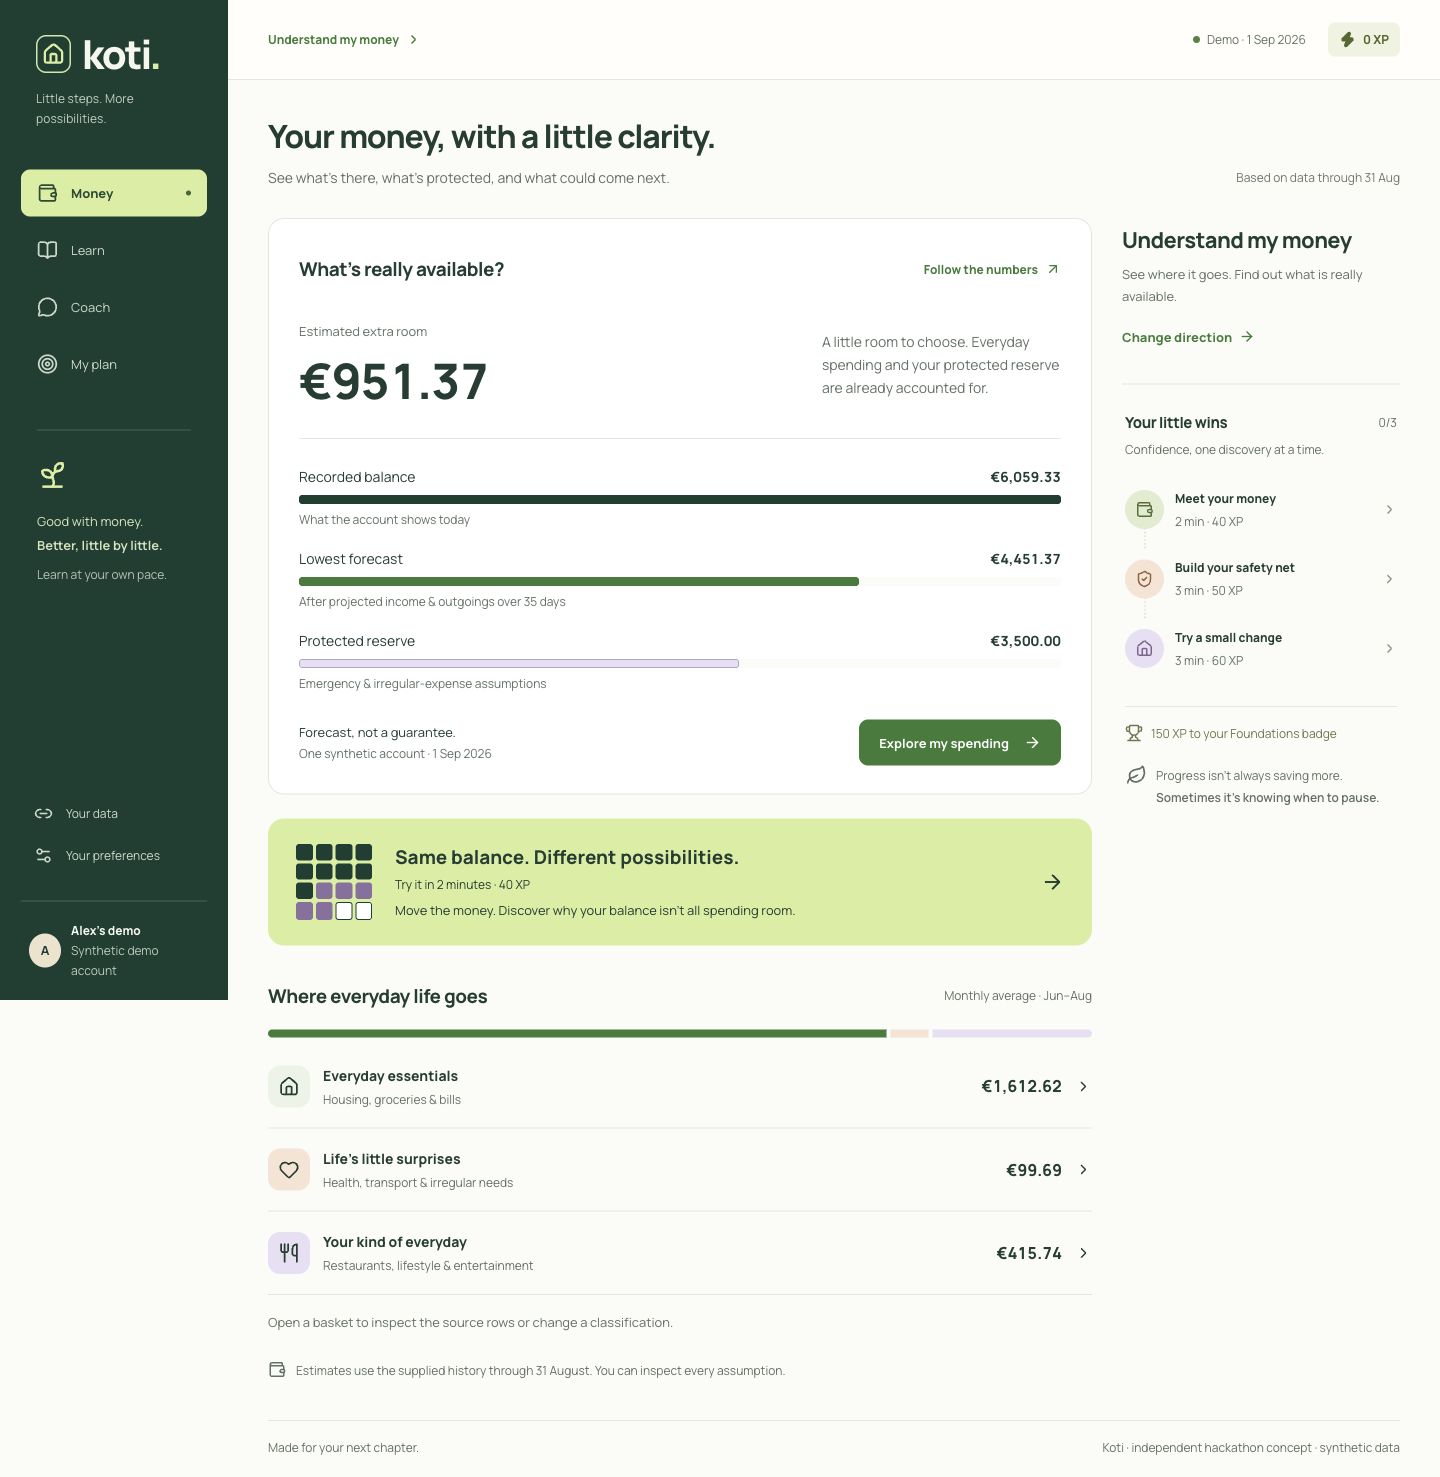 koti.
Little steps. More
possibilities.
Money
Learn
Coach
My plan
Good with money.
Better, little by little.
Learn at your own pace.
Your data
Your preferences
A
Alex's demo
Synthetic demo
account
Understand my money
Demo · 1 Sep 2026
0 XP
Your money, with a little clarity.
See what's there, what's protected, and what could come next.
Based on data through 31 Aug
What's really available?
Follow the numbers
Estimated extra room
€951.37
A little room to choose. Everyday
spending and your protected reserve
are already accounted for.
Recorded balance
€6,059.33
What the account shows today
Lowest forecast
€4,451.37
After projected income & outgoings over 35 days
Protected reserve
€3,500.00
Emergency & irregular-expense assumptions
Forecast, not a guarantee.
One synthetic account · 1 Sep 2026
Explore my spending
Understand my money
See where it goes. Find out what is really
available.
Change direction
Your little wins
0/3
Confidence, one discovery at a time.
Meet your money
2 min · 40 XP
Build your safety net
3 min · 50 XP
Try a small change
3 min · 60 XP
150 XP to your Foundations badge
Progress isn't always saving more.
Sometimes it's knowing when to pause.
Same balance. Different possibilities.
Try it in 2 minutes · 40 XP
Move the money. Discover why your balance isn't all spending room.
Where everyday life goes
Monthly average · Jun–Aug
Everyday essentials
Housing, groceries & bills
€1,612.62
Life's little surprises
Health, transport & irregular needs
€99.69
Your kind of everyday
Restaurants, lifestyle & entertainment
€415.74
Open a basket to inspect the source rows or change a classification.
Estimates use the supplied history through 31 August. You can inspect every assumption.
Made for your next chapter.
Koti · independent hackathon concept · synthetic data